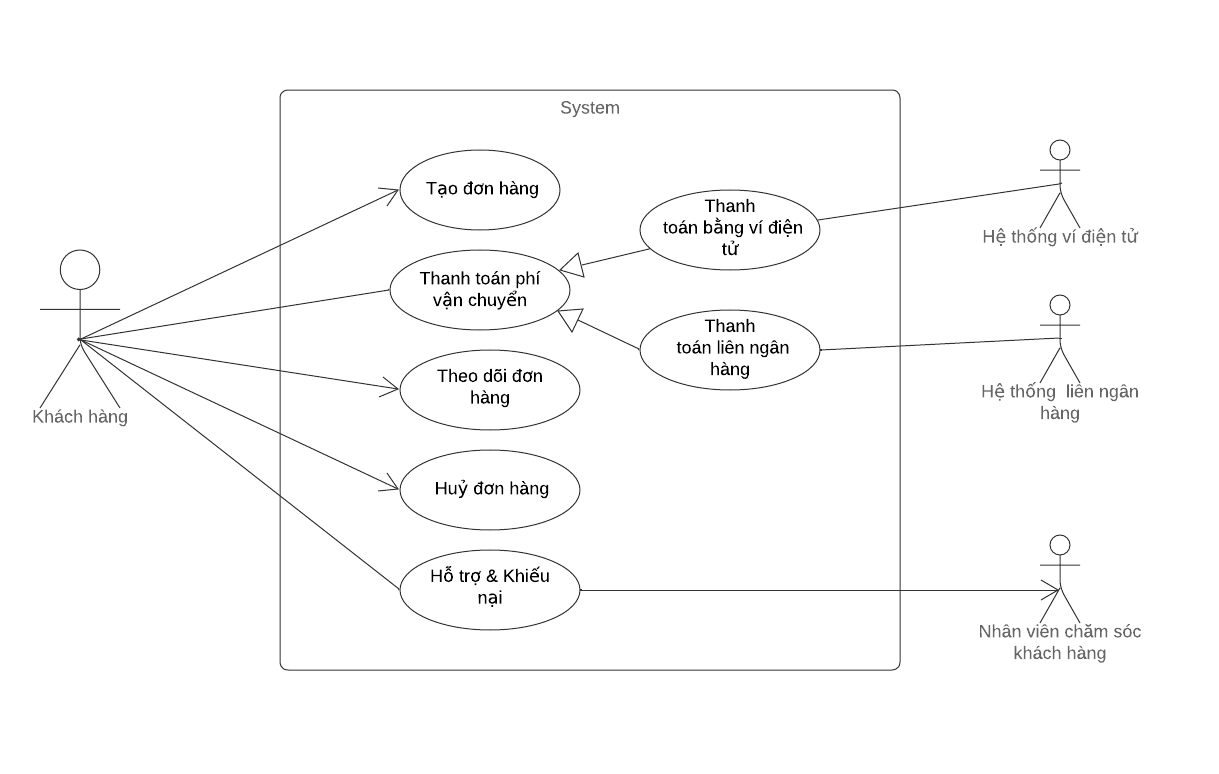 System
Tạo đơn hàng
Thanh
toán bằng ví điện
tử
Hệ thống ví điện tử
Thanh toán phí
vận chuyển
Thanh
toán liên ngân
hàng
Hệ thống  liên ngân
hàng
Khách hàng
Theo dõi đơn
hàng
Huỷ đơn hàng
Hỗ trợ & Khiếu
nại
Nhân viên chăm sóc
khách hàng